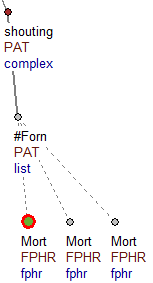 shouting
PAT
complex
#Forn
PAT
list
Mort Mort Mort
FPHR FPHR FPHR
fphr fphr fphr